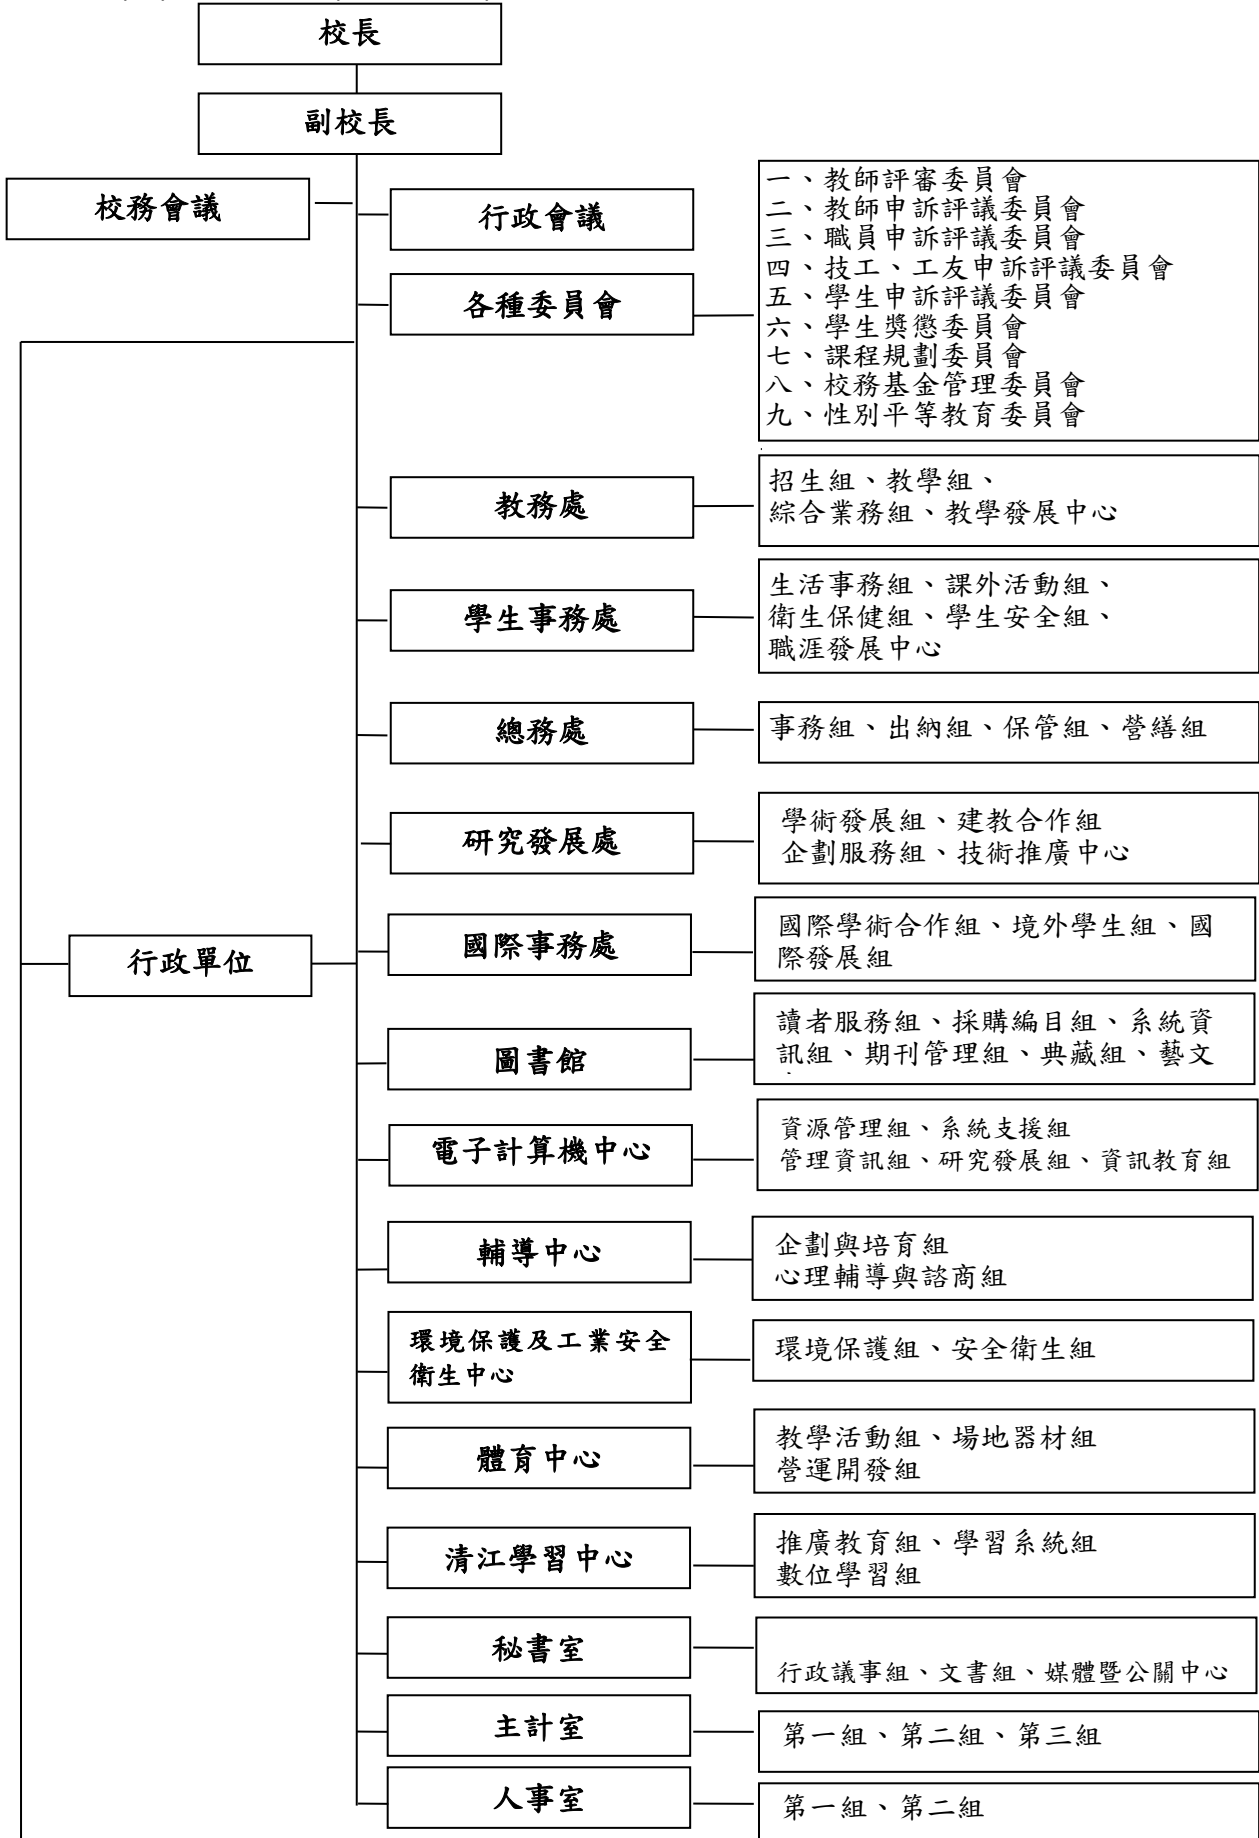 校長
副校長
校務會議
行政會議
各種委員會
一、教師評審委員會
二、教師申訴評議委員會
三、職員申訴評議委員會
四、技工、工友申訴評議委員會
五、學生申訴評議委員會
六、學生獎懲委員會
七、課程規劃委員會
八、校務基金管理委員會
九、性別平等教育委員會
教務處
招生組、教學組、
綜合業務組、教學發展中心
學生事務處
生活事務組、課外活動組、
衛生保健組、學生安全組、
職涯發展中心
總務處
事務組、出納組、保管組、營繕組
研究發展處
學術發展組、建教合作組
企劃服務組、技術推廣中心
行政單位
國際事務處
國際學術合作組、境外學生組、國
際發展組
圖書館
讀者服務組、採購編目組、系統資
訊組、期刊管理組、典藏組、藝文
電子計算機中心
資源管理組、系統支援組
管理資訊組、研究發展組、資訊教育組
輔導中心
企劃與培育組
心理輔導與諮商組
環境保護及工業安全
衛生中心
環境保護組、安全衛生組
體育中心
教學活動組、場地器材組
營運開發組
清江學習中心
推廣教育組、學習系統組
數位學習組
秘書室
行政議事組、文書組、媒體暨公關中心
主計室
第一組、第二組、第三組
人事室
第一組、第二組